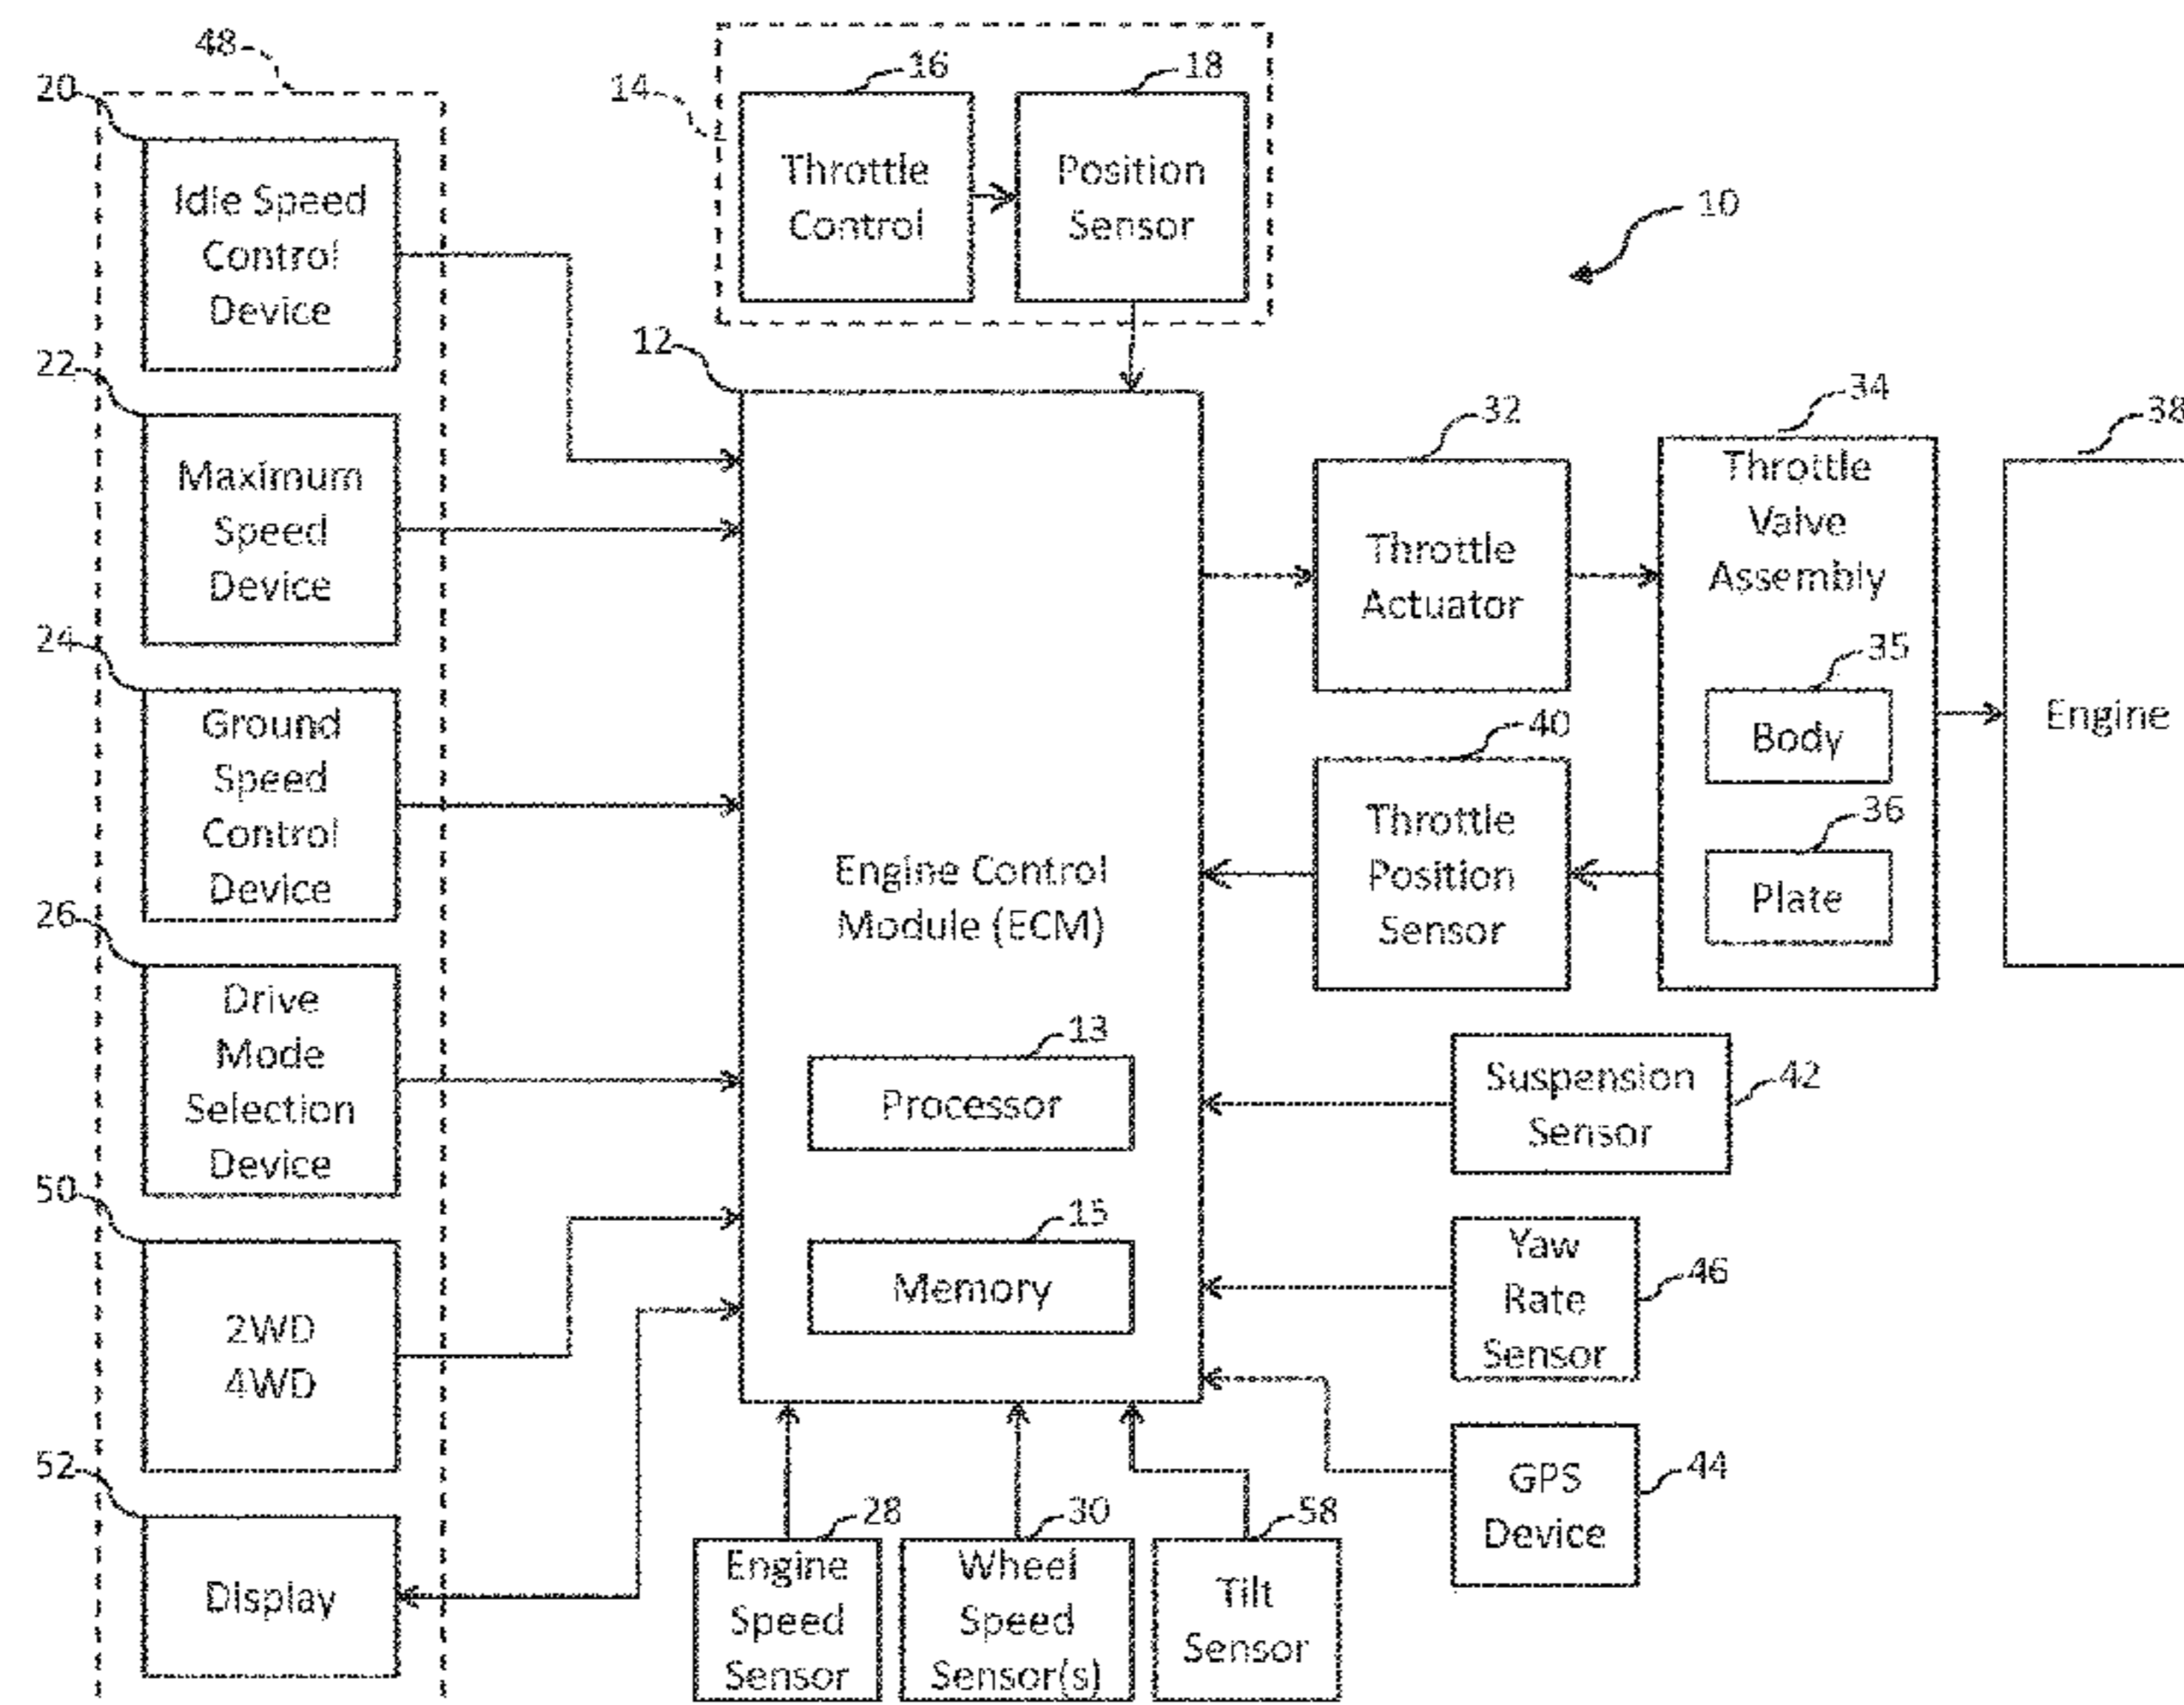 48
20
Idle Speed
Control
Device
22
Maximum
Speed
Device
24
Ground
Speed
Control
Device
26
Drive
Mode
Selection
Device
50
2WD
4WD
52
Display
14
16
Throttle
Control
18
Position
Sensor
10
12
Engine Control
Module (ECM)
13
Processor
15
Memory
32
Throttle
Actuator
34
Throttle
Valve
Assembly
35
Body
36
Plate
38
Engine
40
Throttle
Position
Sensor
Suspension
Sensor
42
Yaw
Rate
Sensor
46
GPS
Device
44
28
Engine
Speed
Sensor
30
Wheel
Speed
Sensor(s)
58
Tilt
Sensor